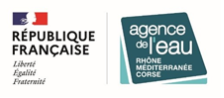 RÉPUBLIQUE
FRANÇAISE
Liberté
Égalité
Fraternité
agence
de l'eau
RHÔNE
MÉDITERRANÉE
CORSE